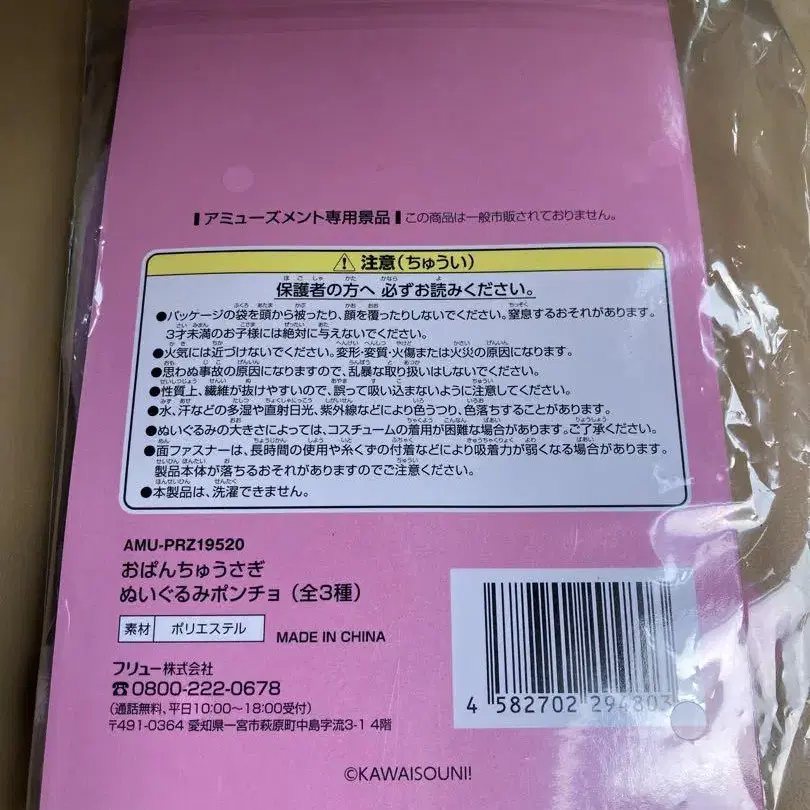 アミューズメント専用景品 この商品は一般市販されておりません。
注意(ちゅうい)
保護者の方へ 必ずお読みください。
●パッケージの袋を頭から被ったり、顔を覆ったりしないでください。窒息するおそれがあります。
3才未満のお子様には絶対に与えないでください。
●火気には近づけないでください。変形・変質・火傷または火災の原因になります。
●思わぬ事故の原因になりますので、乱暴な取り扱いはしないでください。
●性質上、繊維が抜けやすいので、誤って吸い込まないように注意してください。
●水、汗などの多湿や直射日光、紫外線などにより色うつり、色落ちすることがあります。
●ぬいぐるみの大きさによっては、コスチュームの着用が困難な場合があります。ご了承ください。
●面ファスナーは、長時間の使用や糸くずの付着などにより吸着力が弱くなる場合があります。
製品本体が落ちるおそれがありますのでご注意ください。
●本製品は、洗濯できません。
AMU-PRZ19520
おぱんちゅうさぎ
ぬいぐるみポンチョ(全3種)
素材 ポリエステル MADE IN CHINA
フリュー株式会社
☎0800-222-0678
(通話無料、平日10:00~18:00受付)
〒491-0364 愛知県一宮市萩原町中島字流3-1 4階
4 582702 294803
©KAWAISOUNI!